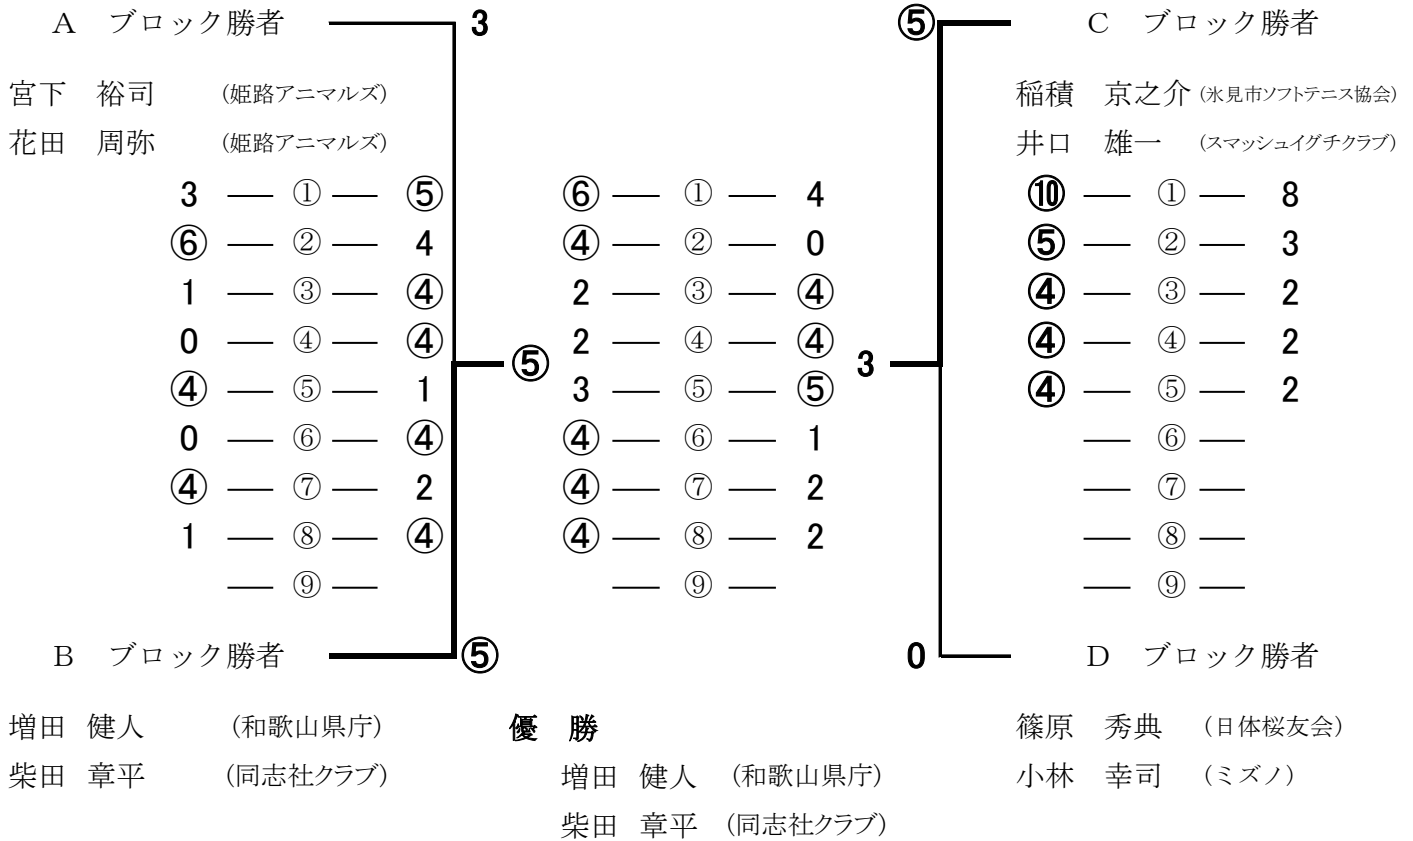 A ブロック勝者 3 ⑤ C ブロック勝者
宮下 裕司 (姫路アニマルズ) 稲積 京之介 (氷見市ソフトテニス協会)
花田 周弥 (姫路アニマルズ) 井口 雄一 (スマッシュイグチクラブ)
3 — ① — ⑤ ⑥ — ① — 4 ⑩ — ① — 8
⑥ — ② — 4 ④ — ② — 0 ⑤ — ② — 3
1 — ③ — ④ 2 — ③ — ④ ④ — ③ — 2
0 — ④ — ④ 2 — ④ — ④ ④ — ④ — 2
⑤ 3
④ — ⑤ — 1 3 — ⑤ — ⑤ ④ — ⑤ — 2
0 — ⑥ — ④ ④ — ⑥ — 1 — ⑥ —
④ — ⑦ — 2 ④ — ⑦ — 2 — ⑦ —
1 — ⑧ — ④ ④ — ⑧ — 2 — ⑧ —
— ⑨ — — ⑨ — — ⑨ —
B ブロック勝者 ⑤ 0 D ブロック勝者
増田 健人 (和歌山県庁) 優 勝 篠原 秀典 (日体桜友会)
柴田 章平 (同志社クラブ) 増田 健人 (和歌山県庁) 小林 幸司 (ミズノ)
柴田 章平 (同志社クラブ)